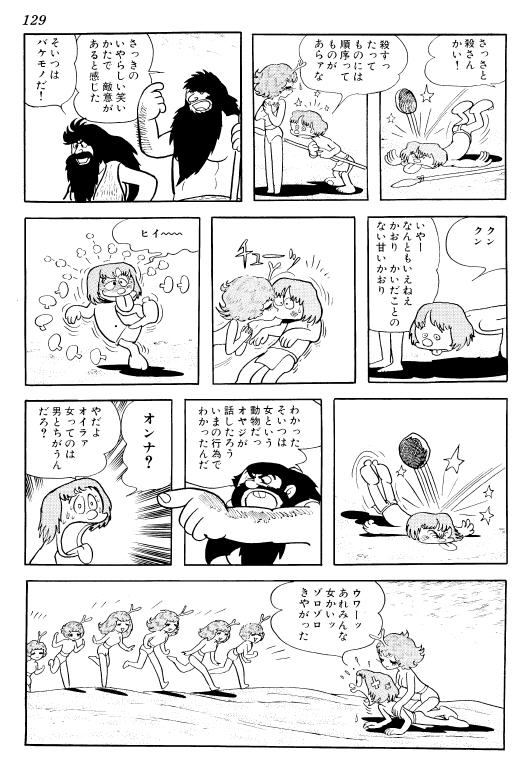 129
さっさと
殺さん
かい！
殺すっ
たって
ものには
順序って
ものが
あらァな
さっきの
いやらしい笑い
かたで 敵意が
あると感じた
そいつは
バケモノだ！
クン
クン
いやー
なんともいえねえ
かおり かいだことの
ない甘いかおり
チューッ
ヒイ〜〜
わかった
そいつは
女という
動物だっ
オヤジが
話したろう
いまの行為で
わかったんだ
オンナ？
やだよ
オイラァ
女ってのは
男とちがうん
だろ？
ウワーッ
あれみんな
女かいッ
ゾロゾロ
きやがった